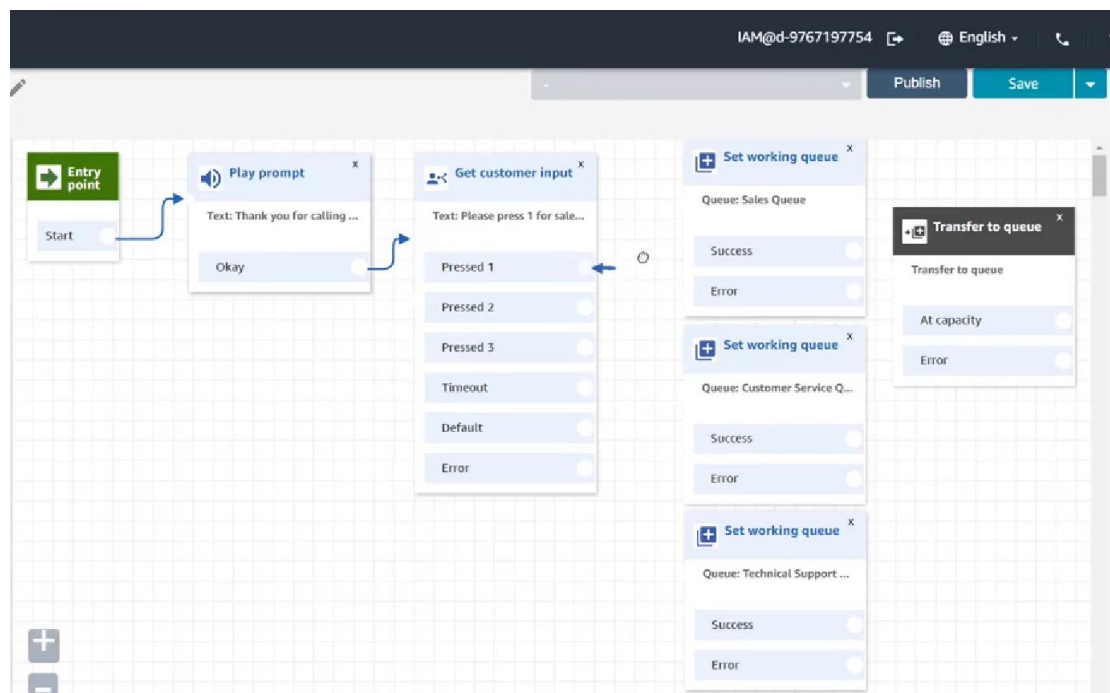 IAM@d-9767197754
English
Publish
Save
Entry
point
Start
Play prompt
x
Text: Thank you for calling ...
Okay
Get customer input
x
Text: Please press 1 for sale...
Pressed 1
Pressed 2
Pressed 3
Timeout
Default
Error
Set working queue
x
Queue: Sales Queue
Success
Error
Set working queue
x
Queue: Customer Service Q...
Success
Error
Set working queue
x
Queue: Technical Support ...
Success
Error
Transfer to queue
x
Transfer to queue
At capacity
Error